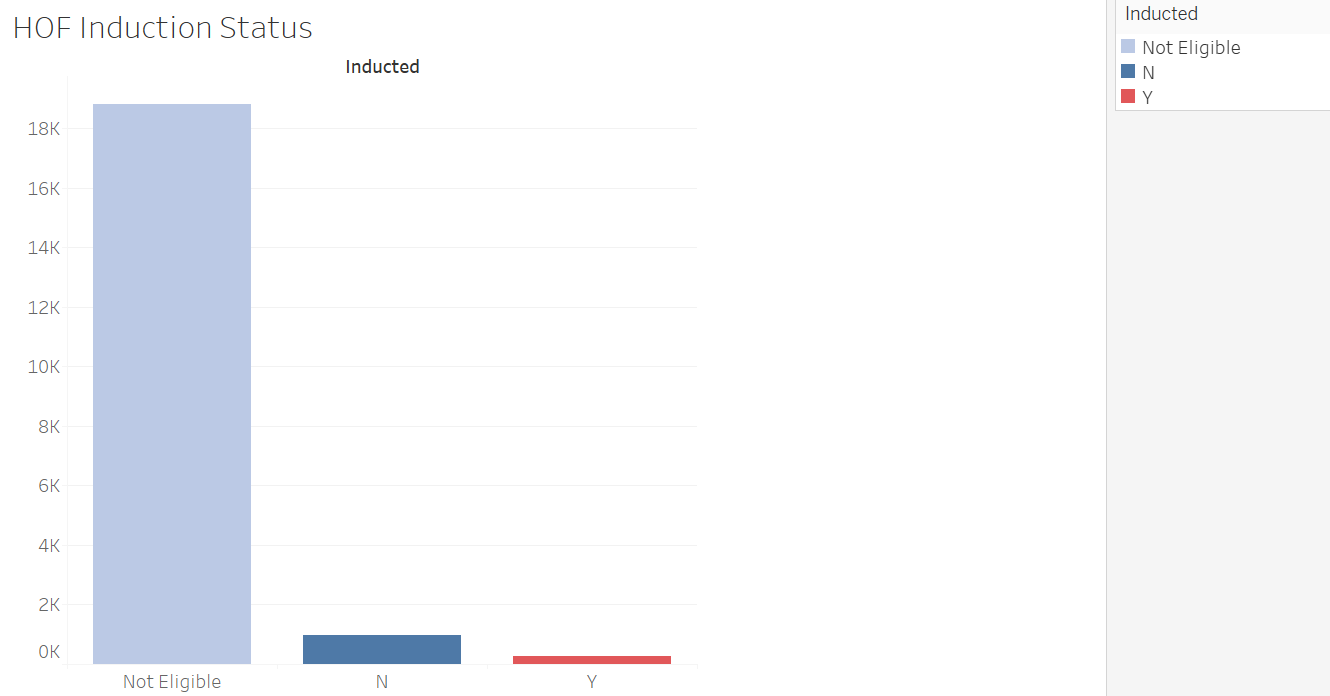 HOF Induction Status
Inducted
18K
16K
14K
12K
10K
8K
6K
4K
2K
0K
Not Eligible
N
Y
Inducted
Not Eligible
N
Y